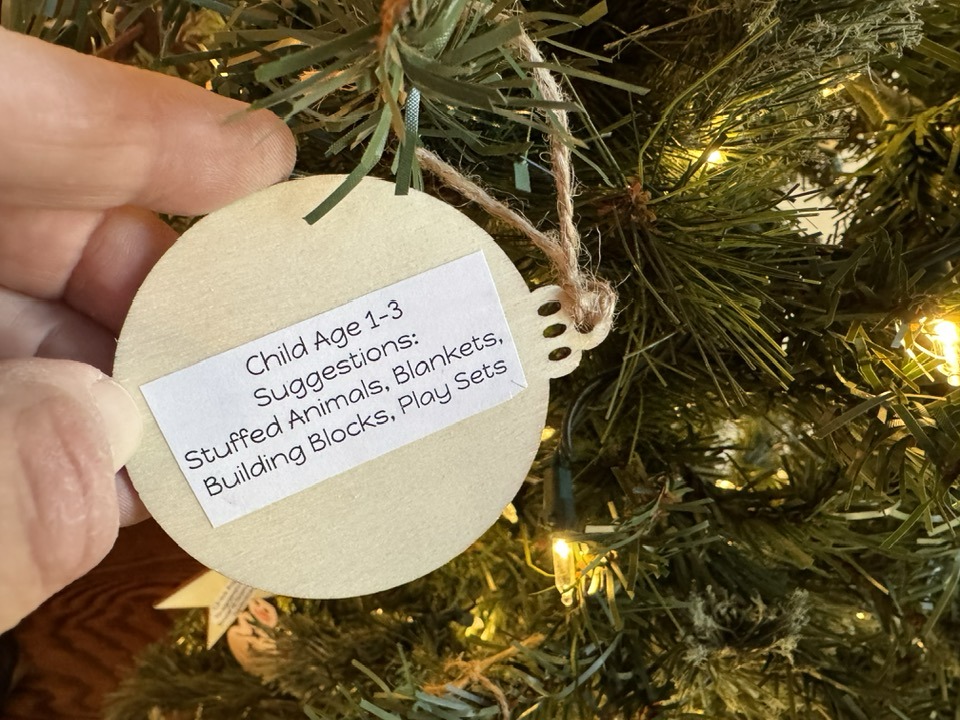 Child Age 1-3
Suggestions:
Stuffed Animals, Blankets,
Building Blocks, Play Sets